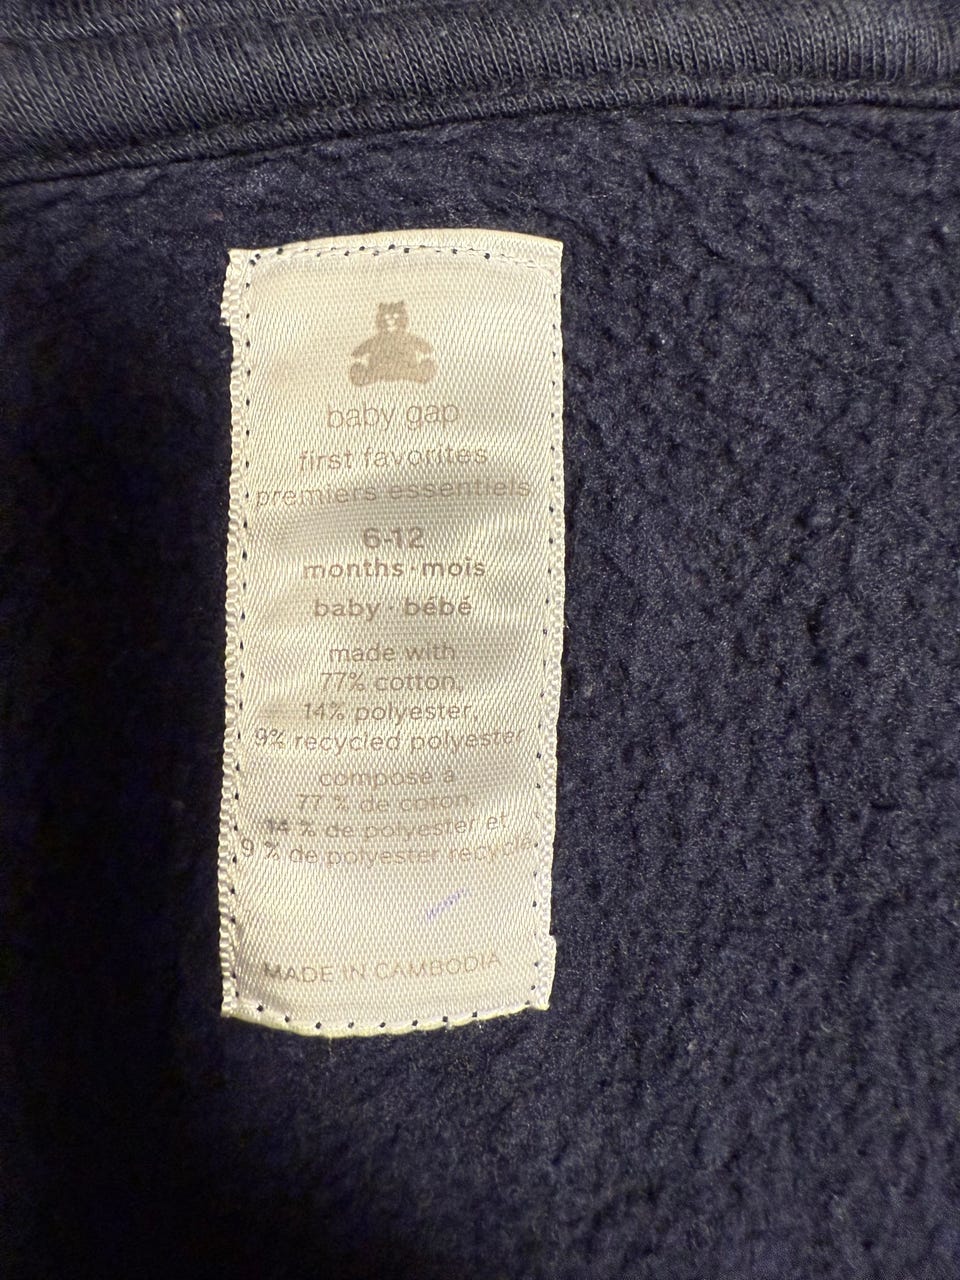 baby gap
first favorites
premiers essentiels
6-12
months·mois
baby·bébé
made with
77% cotton,
14% polyester,
9% recycled polyester
composé à
77 % de coton,
14 % de polyester et
9 % de polyester recyclé
MADE IN CAMBODIA